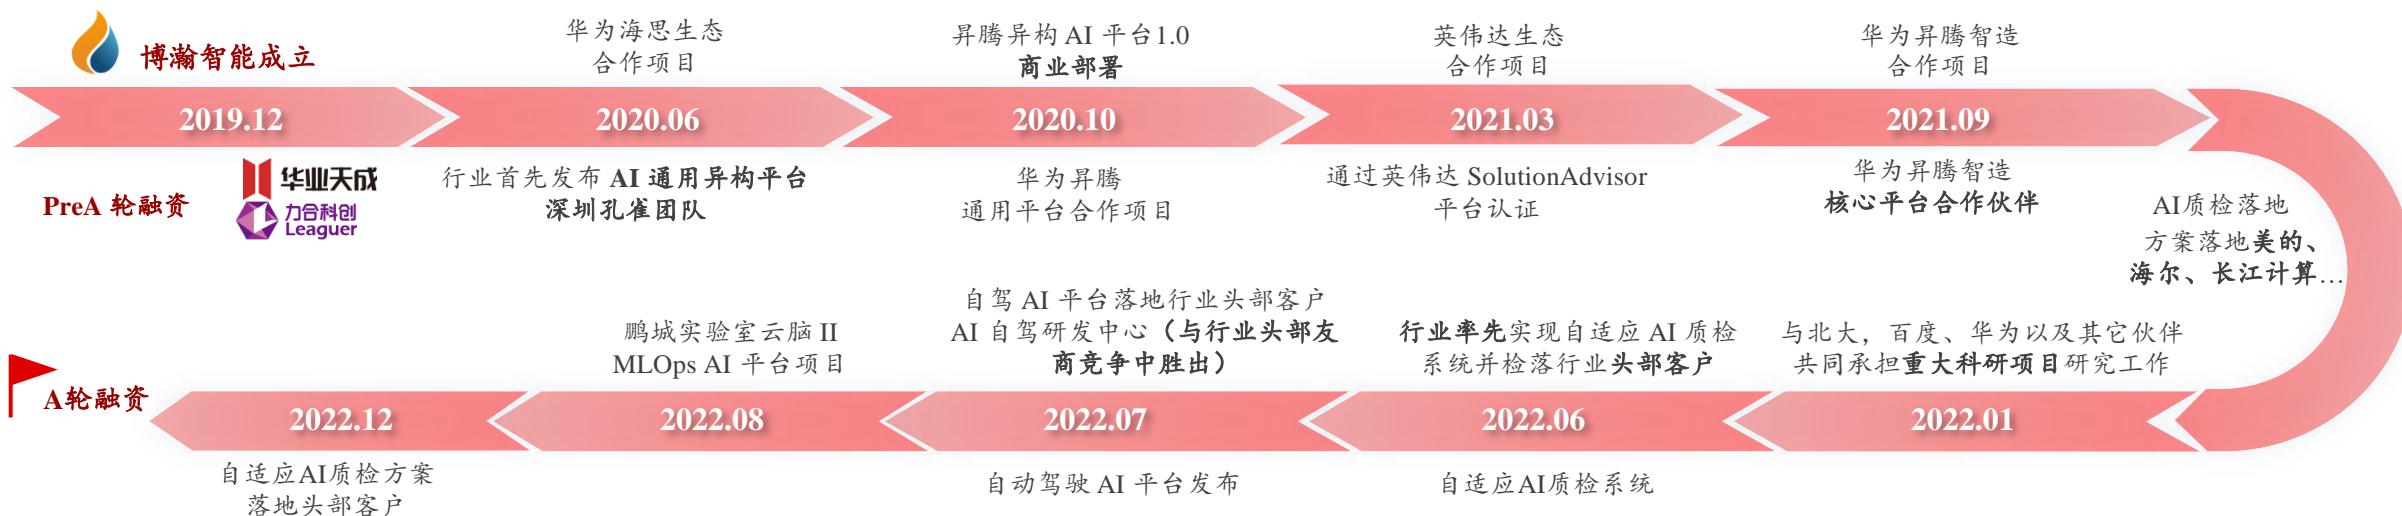 博瀚智能成立
2019.12
PreA 轮融资
华业天成
力合科创
Leaguer
华为海思生态
合作项目
2020.06
行业首先发布 AI 通用异构平台
深圳孔雀团队
昇腾异构 AI 平台1.0
商业部署
2020.10
华为昇腾
通用平台合作项目
英伟达生态
合作项目
2021.03
通过英伟达 SolutionAdvisor
平台认证
华为昇腾智造
合作项目
2021.09
华为昇腾智造
核心平台合作伙伴
AI质检落地
方案落地美的、
海尔、长江计算...
与北大，百度、华为以及其它伙伴
共同承担重大科研项目研究工作
2022.01
行业率先实现自适应 AI 质检
系统并检落行业头部客户
2022.06
自适应AI质检系统
自驾 AI 平台落地行业头部客户
AI 自驾研发中心（与行业头部友
商竞争中胜出）
2022.07
自动驾驶 AI 平台发布
鹏城实验室云脑 II
MLOps AI 平台项目
2022.08
A轮融资
2022.12
自适应AI质检方案
落地头部客户